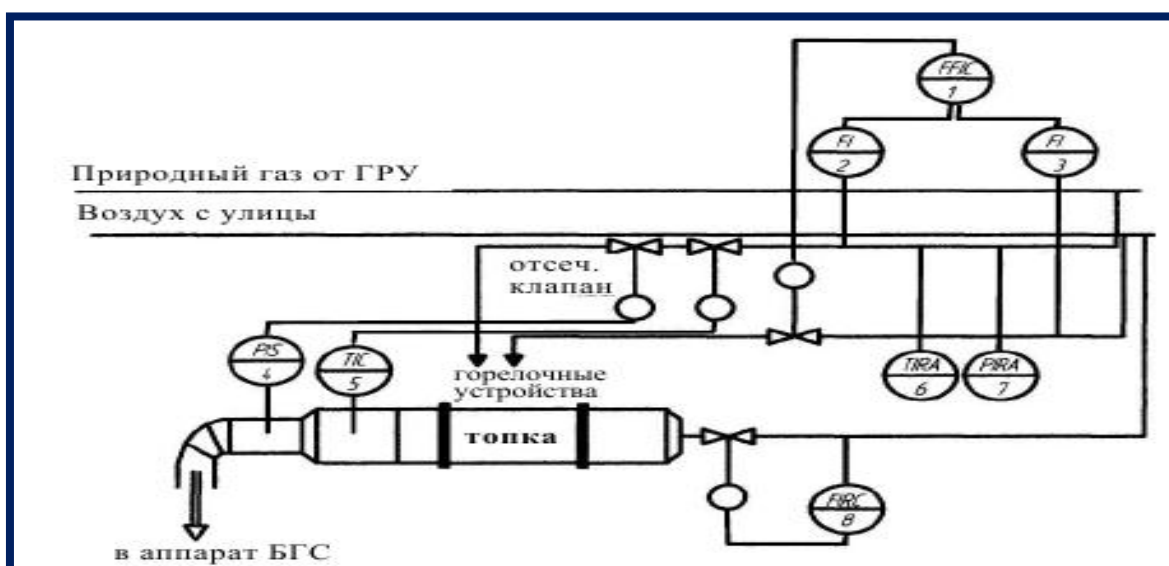 FFIC
1
Fi
2
Fi
3
Природный газ от ГРУ
Воздух с улицы
отсеч.
клапан
PIS
4
TIC
5
горелочные
устройства
TIRA
6
PIRA
7
топка
FIRC
8
в аппарат БГС